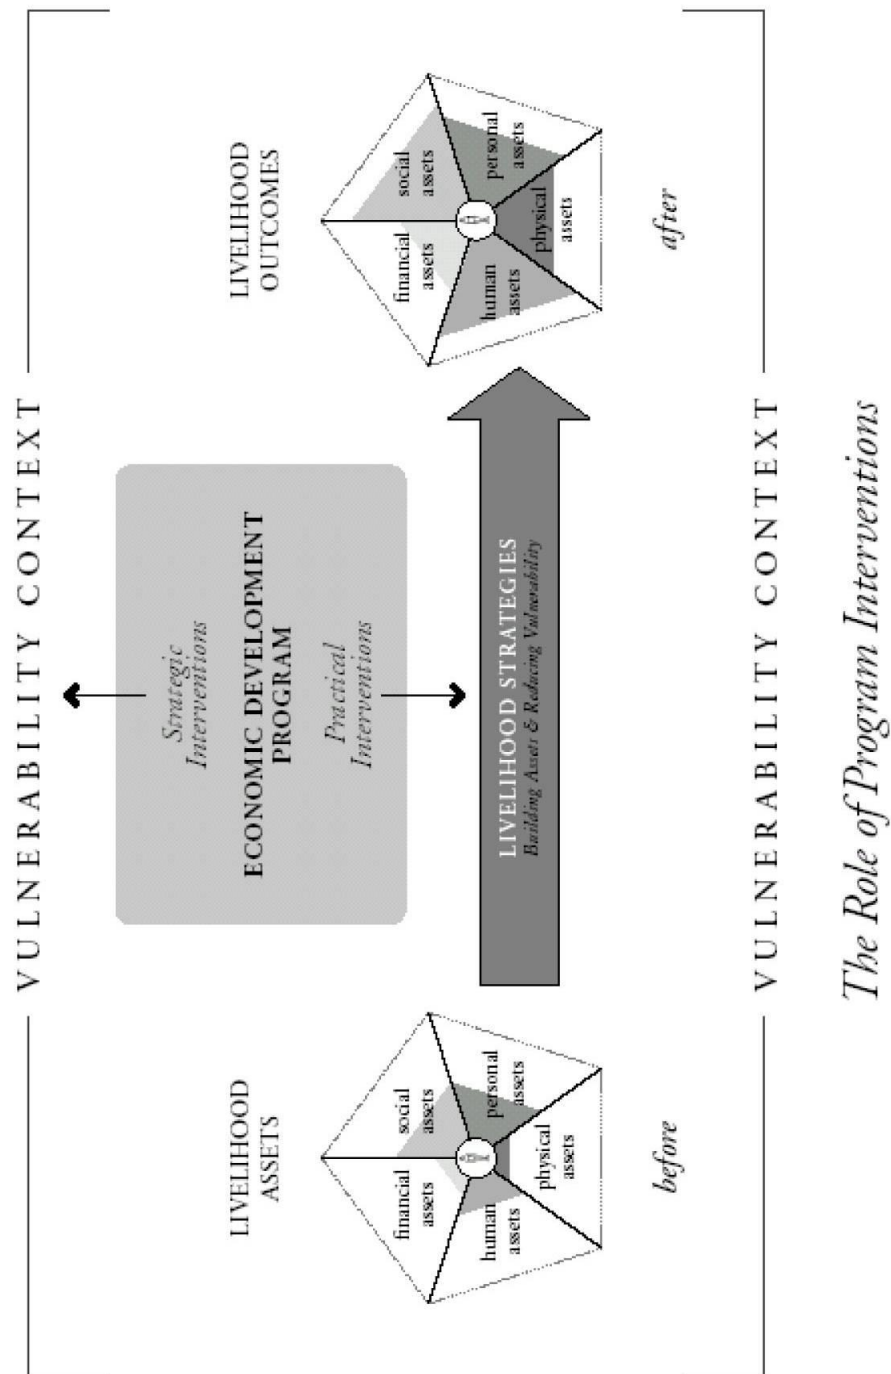 VULNERABILITY CONTEXT
LIVELIHOOD
ASSETS
financial
assets
social
assets
human
assets
personal
assets
physical
assets
before
Strategic
Interventions
ECONOMIC DEVELOPMENT
PROGRAM
Practical
Interventions
LIVELIHOOD STRATEGIES
Building Assets & Reducing Vulnerability
LIVELIHOOD
OUTCOMES
financial
assets
social
assets
human
assets
personal
assets
physical
assets
after
VULNERABILITY CONTEXT
The Role of Program Interventions